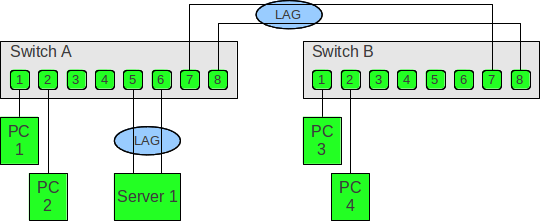 LAG
Switch A
Switch B
1 2 3 4 5 6 7 8
1 2 3 4 5 6 7 8
PC
1
LAG
PC
3
PC
2
Server 1
PC
4